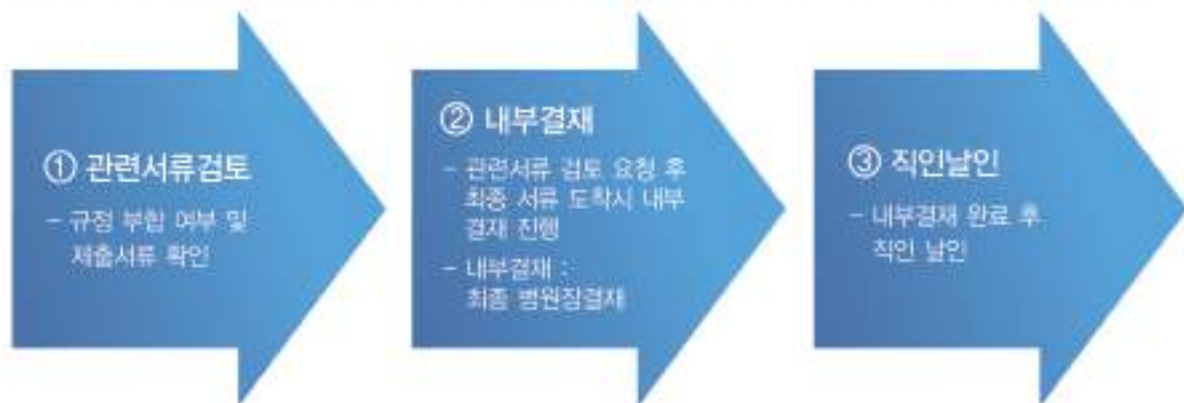 ① 관련서류검토
- 규정 부합 여부 및
제출서류 확인
② 내부결재
- 관련서류 검토 요청 후
최종 서류 도착시 내부
결재 진행
- 내부결재 :
최종 병원장결재
③ 직인날인
- 내부결재 완료 후
직인 날인